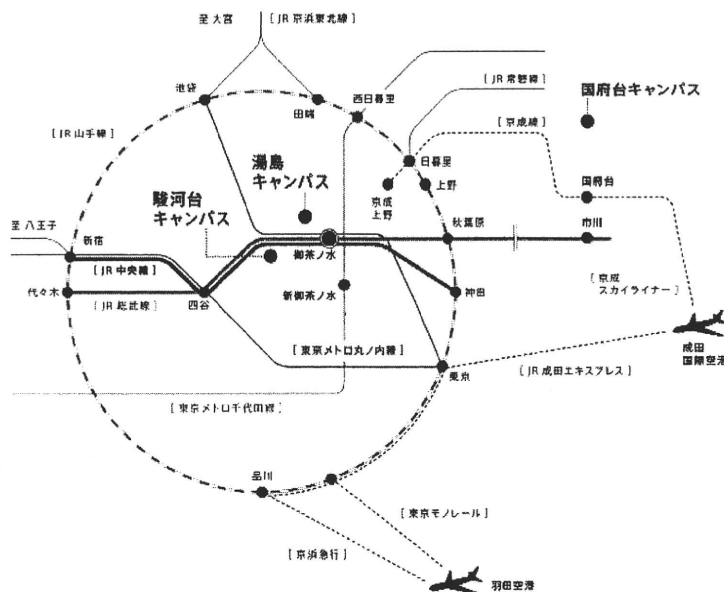 至 大宮
[ JR 京浜東北線 ]
池袋
田端
西日暮里
[ JR 常磐線 ]
国府台キャンパス
[ JR 山手線 ]
[ 京成線 ]
日暮里
湯島
キャンパス
京成
上野
上野
国府台
駿河台
キャンパス
至 八王子
新宿
秋葉原
市川
御茶ノ水
[ JR 中央線 ]
[ 京成
スカイライナー ]
代々木
[ JR 総武線 ]
四谷
新御茶ノ水
神田
成田
国際空港
[ 東京メトロ丸ノ内線 ]
東京
[ JR 成田エキスプレス ]
[ 東京メトロ千代田線 ]
品川
[ 東京モノレール ]
[ 京浜急行 ]
羽田空港